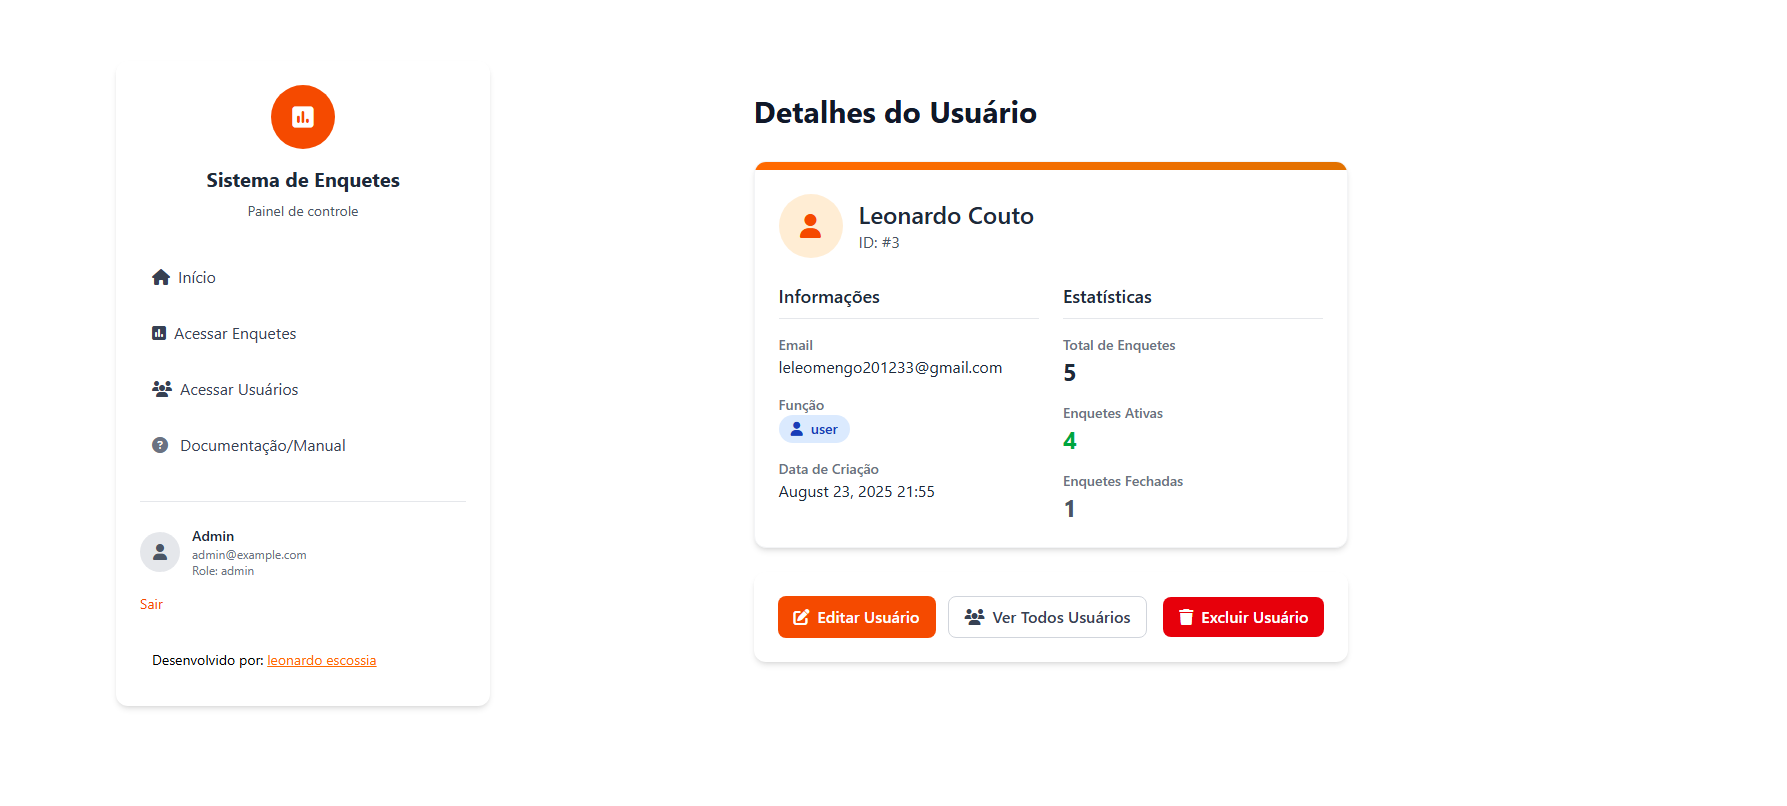 Sistema de Enquetes
Painel de controle
Início
Acessar Enquetes
Acessar Usuários
Documentação/Manual
Admin
admin@example.com
Role: admin
Sair
Desenvolvido por: leonardo escossia
Detalhes do Usuário
Leonardo Couto
ID: #3
Informações
Email
leleomengo201233@gmail.com
Função
user
Data de Criação
August 23, 2025 21:55
Estatísticas
Total de Enquetes
5
Enquetes Ativas
4
Enquetes Fechadas
1
Editar Usuário
Ver Todos Usuários
Excluir Usuário